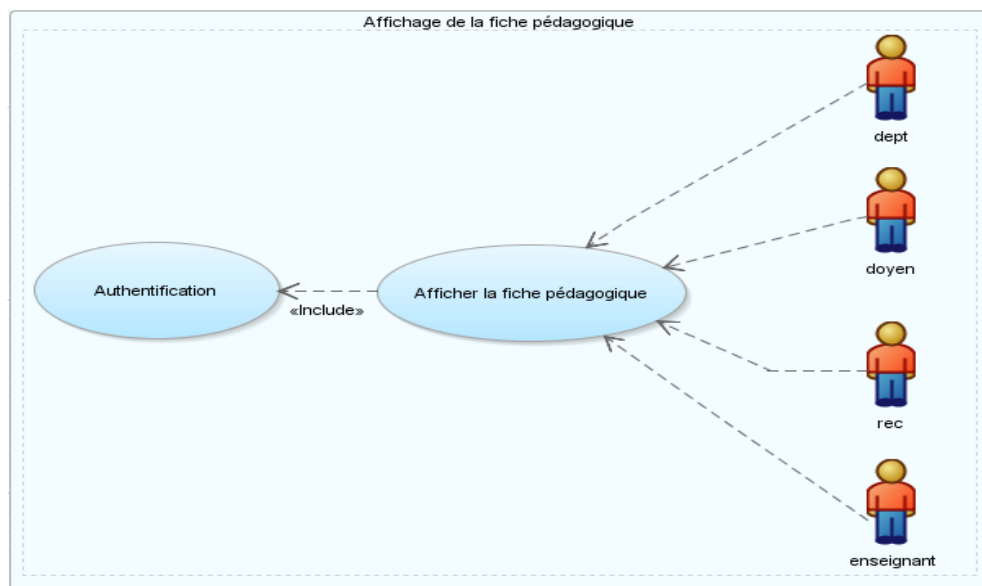 Affichage de la fiche pédagogique
dept
doyen
Authentification
Afficher la fiche pédagogique
«Include»
rec
enseignant